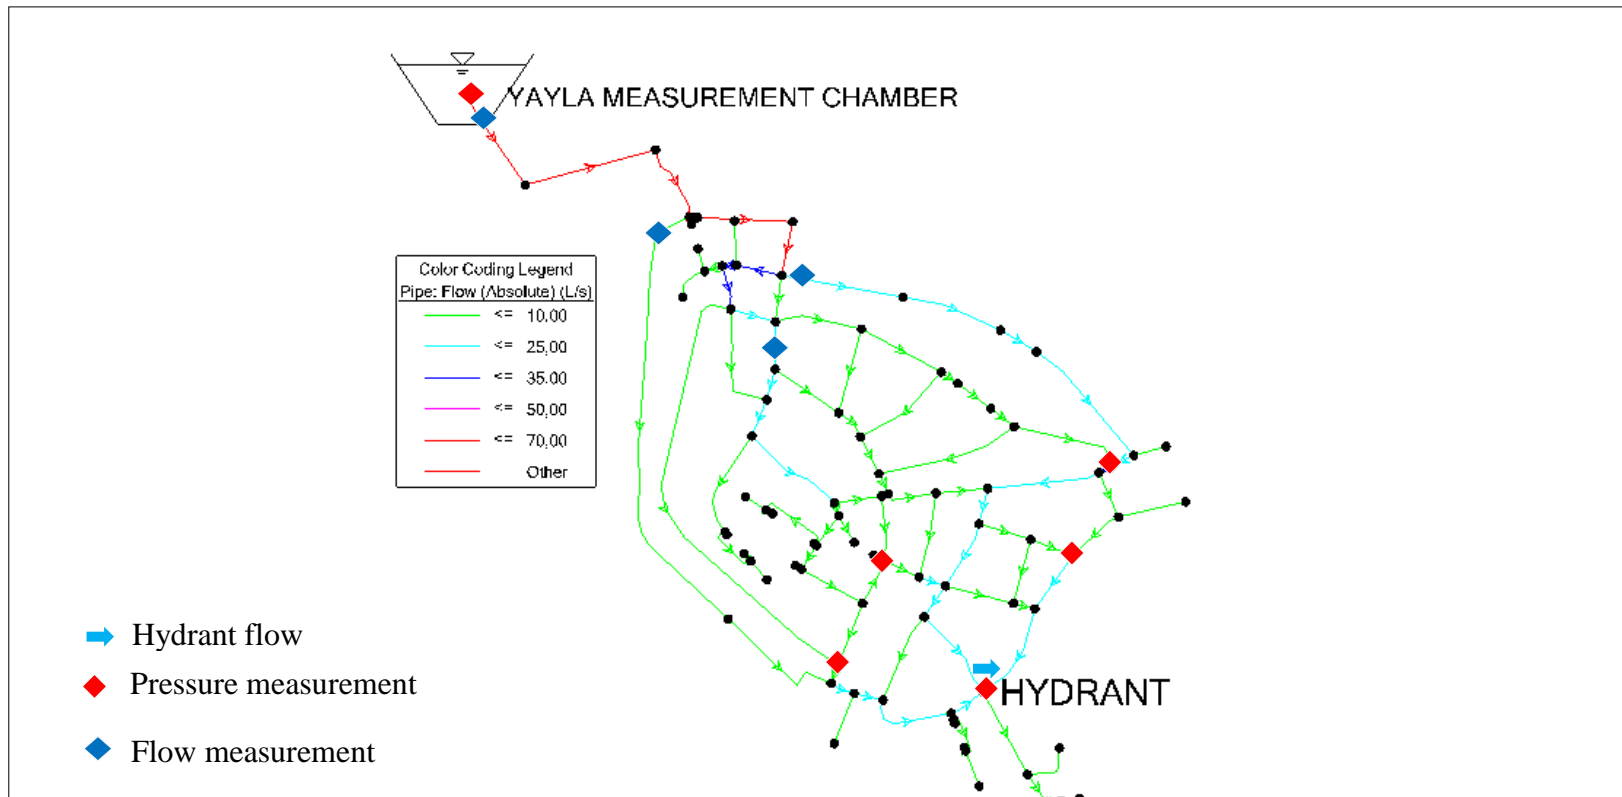 YAYLA MEASUREMENT CHAMBER
Color Coding Legend
Pipe: Flow (Absolute) (L/s)
<= 10,00
<= 25,00
<= 35.00
<= 50,00
<= 70,00
Other
Hydrant flow
Pressure measurement
HYDRANT
Flow measurement